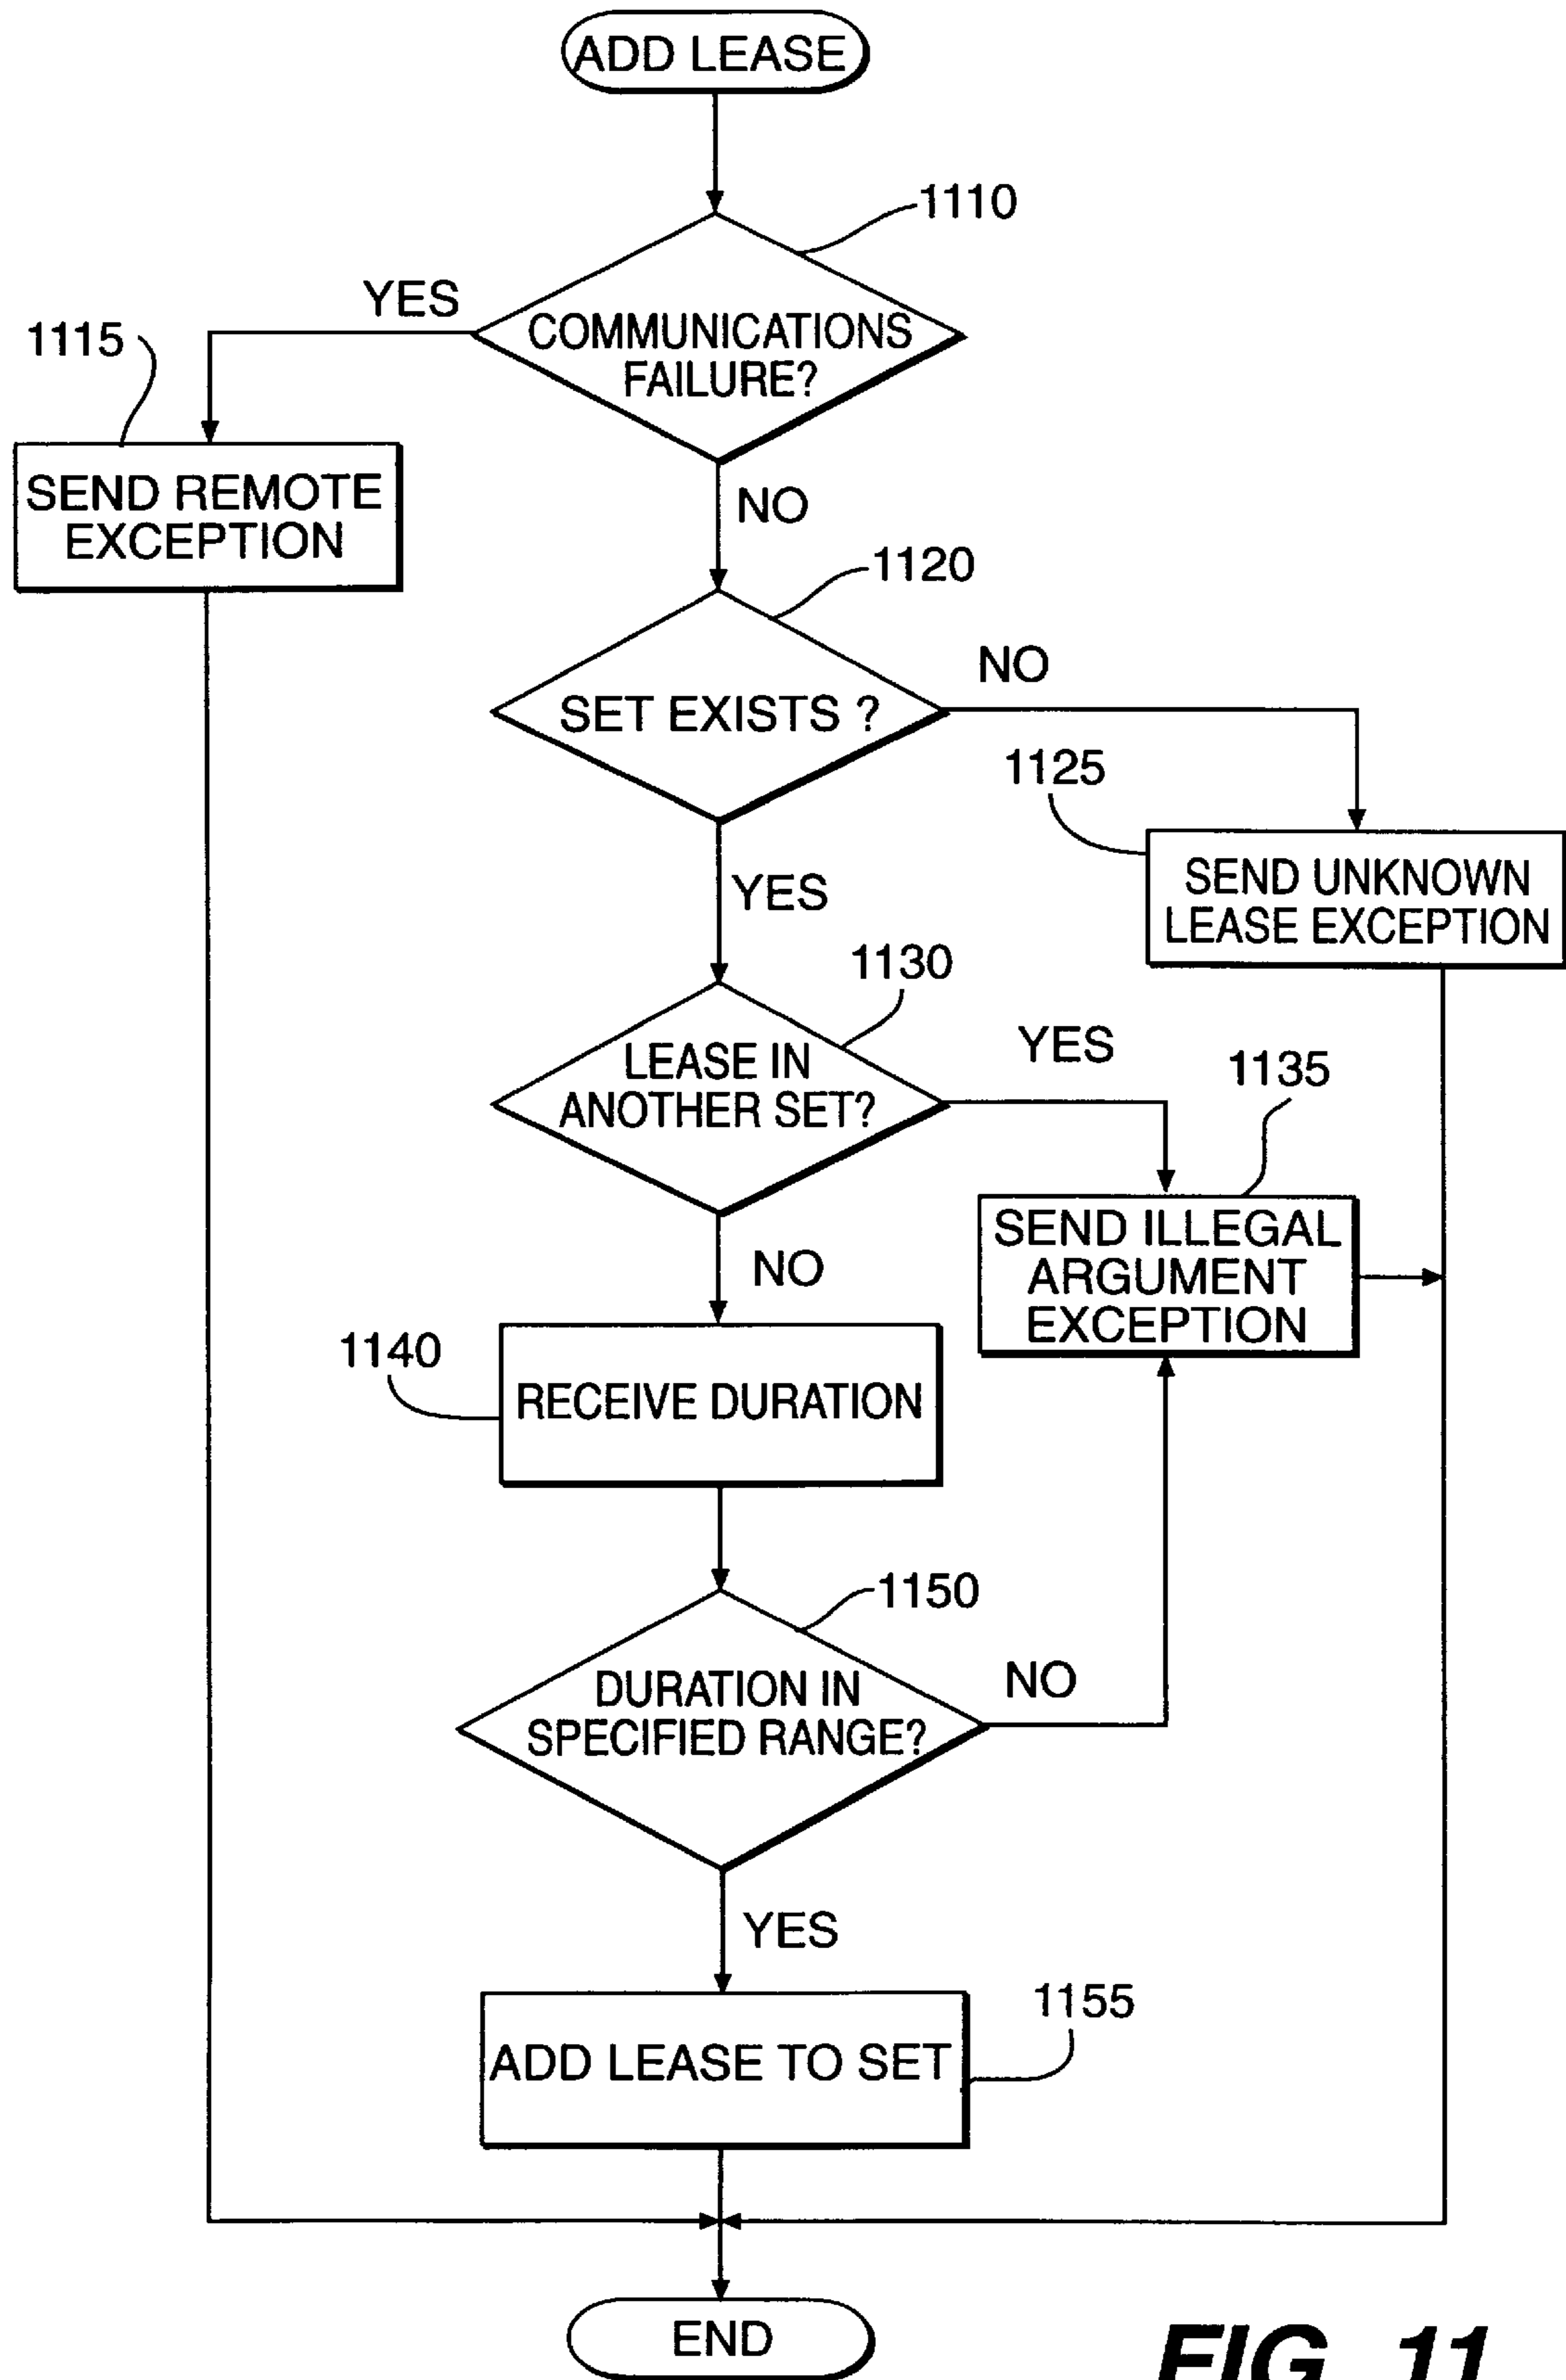 ADD LEASE
1110
YES
COMMUNICATIONS
FAILURE?
1115
SEND REMOTE
EXCEPTION
NO
1120
SET EXISTS ?
NO
1125
SEND UNKNOWN
LEASE EXCEPTION
YES
1130
LEASE IN
ANOTHER SET?
YES
1135
SEND ILLEGAL
ARGUMENT
EXCEPTION
NO
1140
RECEIVE DURATION
1150
DURATION IN
SPECIFIED RANGE?
NO
YES
1155
ADD LEASE TO SET
END
FIG. 11